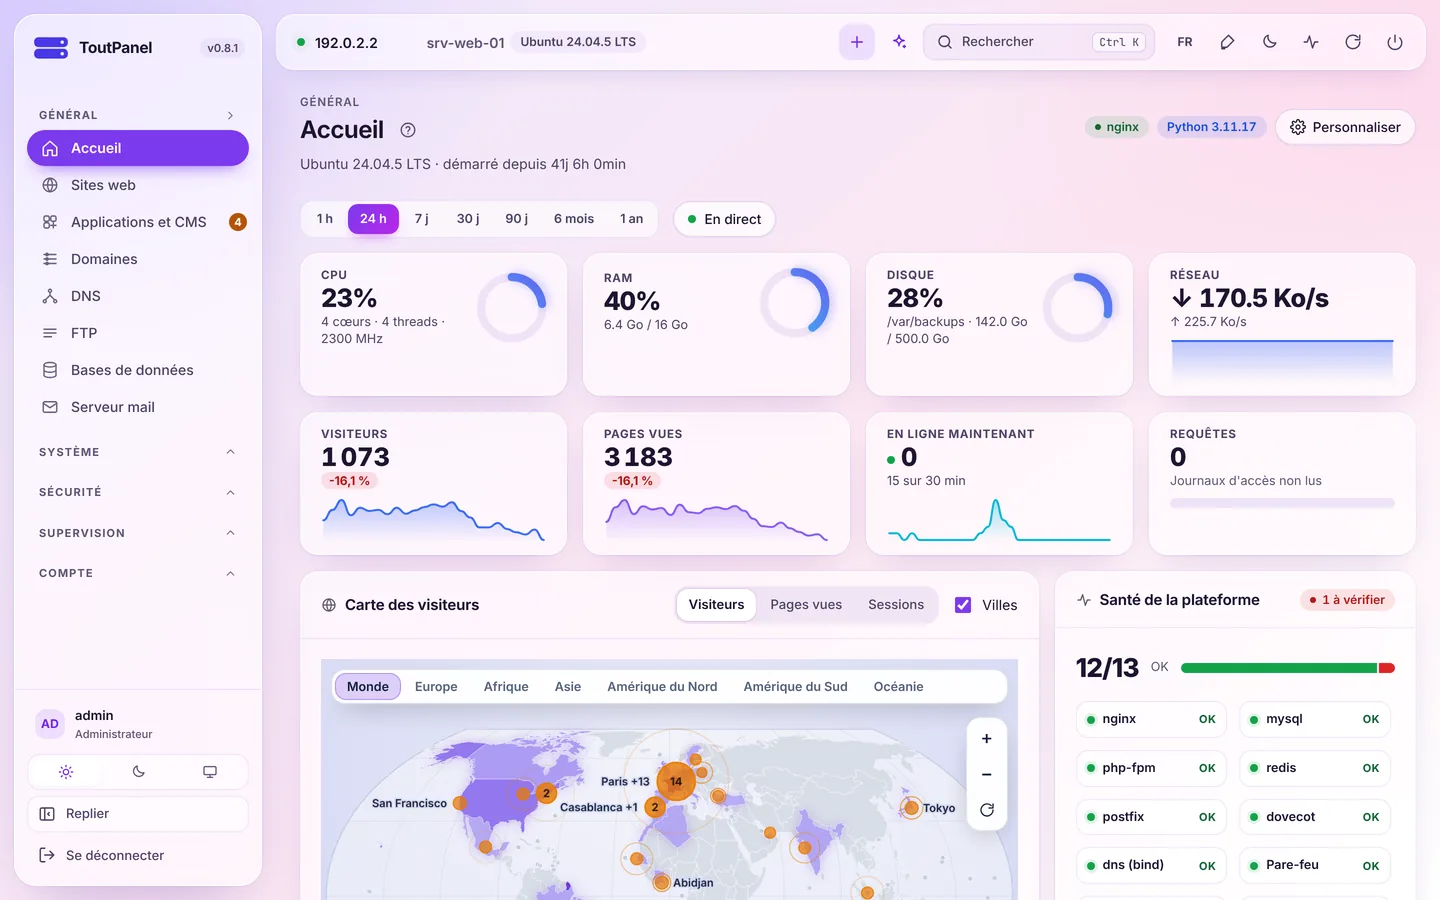 ToutPanel
v0.8.1
GÉNÉRAL
Accueil
Sites web
Applications et CMS
4
Domaines
DNS
FTP
Bases de données
Serveur mail
SYSTÈME
SÉCURITÉ
SUPERVISION
COMPTE
AD
admin
Administrateur
Replier
Se déconnecter
192.0.2.2
srv-web-01
Ubuntu 24.04.5 LTS
Rechercher
Ctrl K
FR
GÉNÉRAL
Accueil
Ubuntu 24.04.5 LTS · démarré depuis 41j 6h 0min
nginx
Python 3.11.17
Personnaliser
1 h
24 h
7 j
30 j
90 j
6 mois
1 an
En direct
CPU
23%
4 cœurs · 4 threads ·
2300 MHz
RAM
40%
6.4 Go / 16 Go
DISQUE
28%
/var/backups · 142.0 Go
/ 500.0 Go
RÉSEAU
↓ 170.5 Ko/s
↑ 225.7 Ko/s
VISITEURS
1 073
-16,1 %
PAGES VUES
3 183
-16,1 %
EN LIGNE MAINTENANT
0
15 sur 30 min
REQUÊTES
0
Journaux d'accès non lus
Carte des visiteurs
Visiteurs
Pages vues
Sessions
Villes
Monde
Europe
Afrique
Asie
Amérique du Nord
Amérique du Sud
Océanie
+
−
San Francisco
2
Paris +13
14
Casablanca +1
2
Tokyo
Abidjan
Santé de la plateforme
1 à vérifier
12/13
OK
nginx
OK
mysql
OK
php-fpm
OK
redis
OK
postfix
OK
dovecot
OK
dns (bind)
OK
Pare-feu
OK